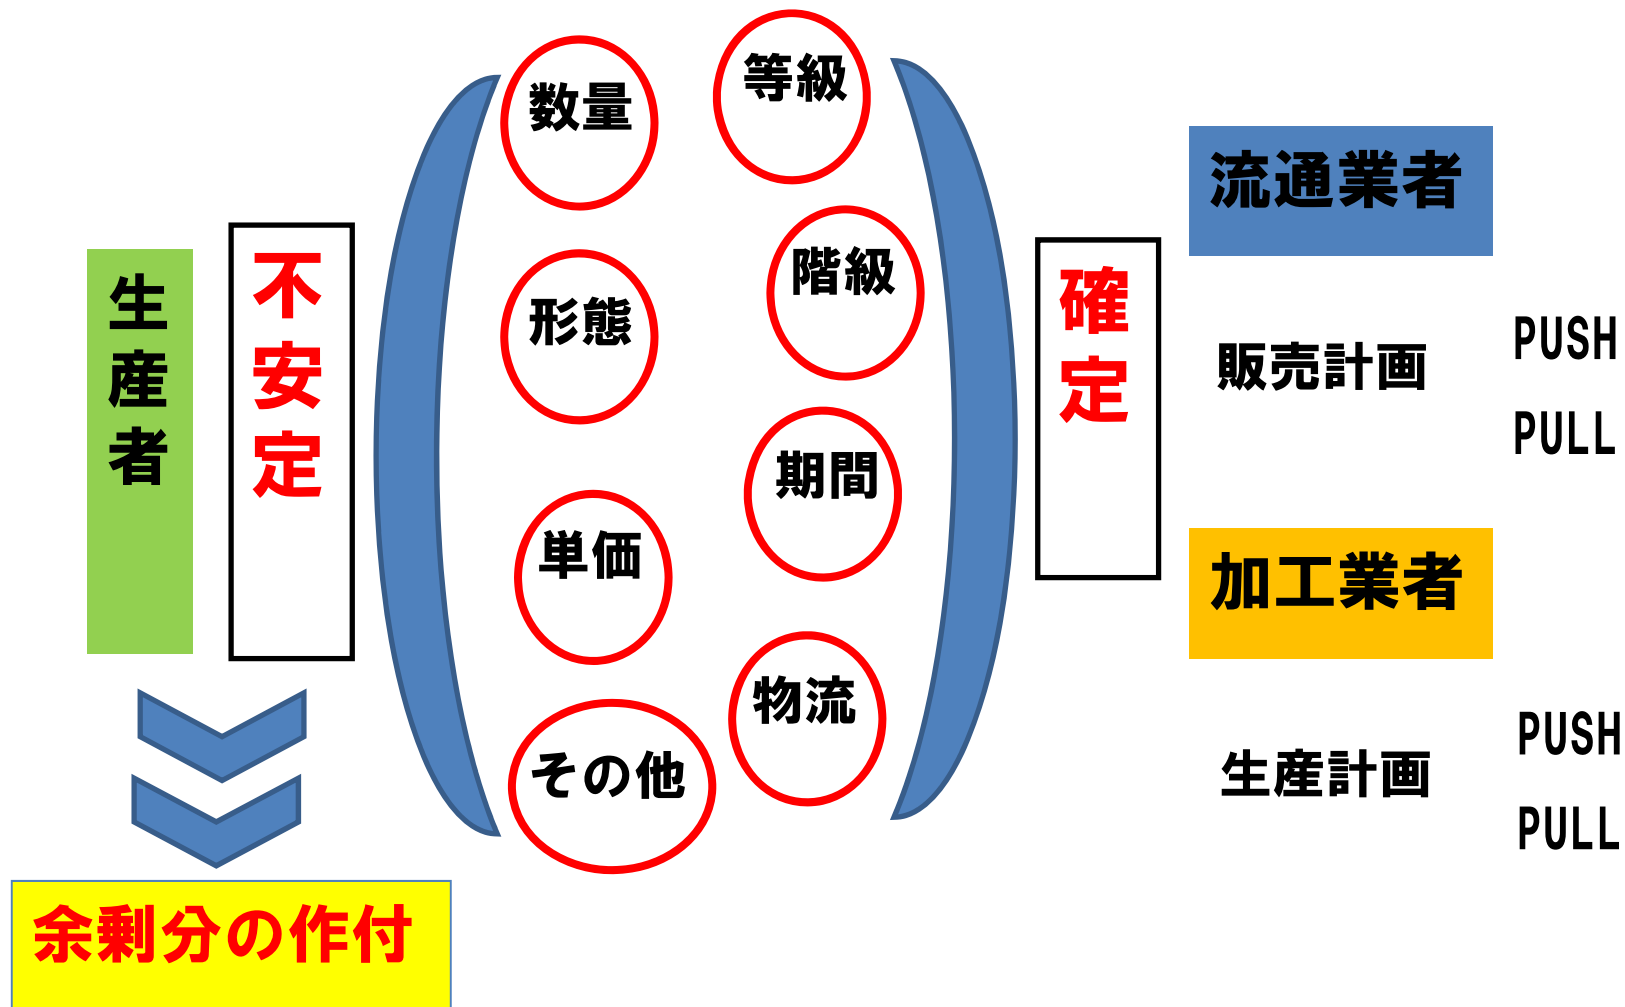 生産者
不安定
数量
等級
形態
階級
単価
期間
その他
物流
確定
流通業者
販売計画
PUSH
PULL
加工業者
生産計画
PUSH
PULL
余剰分の作付